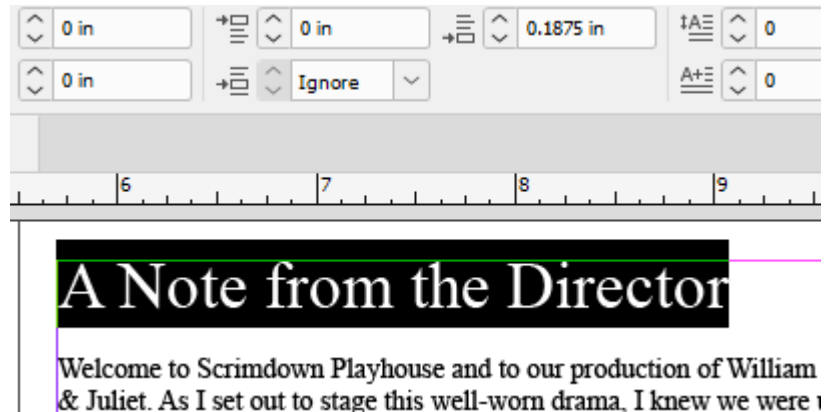 0 in 0 in 0.1875 in 0
0 in Ignore 0
6 7 8 9
A Note from the Director
Welcome to Scrimdown Playhouse and to our production of William
& Juliet. As I set out to stage this well-worn drama, I knew we were